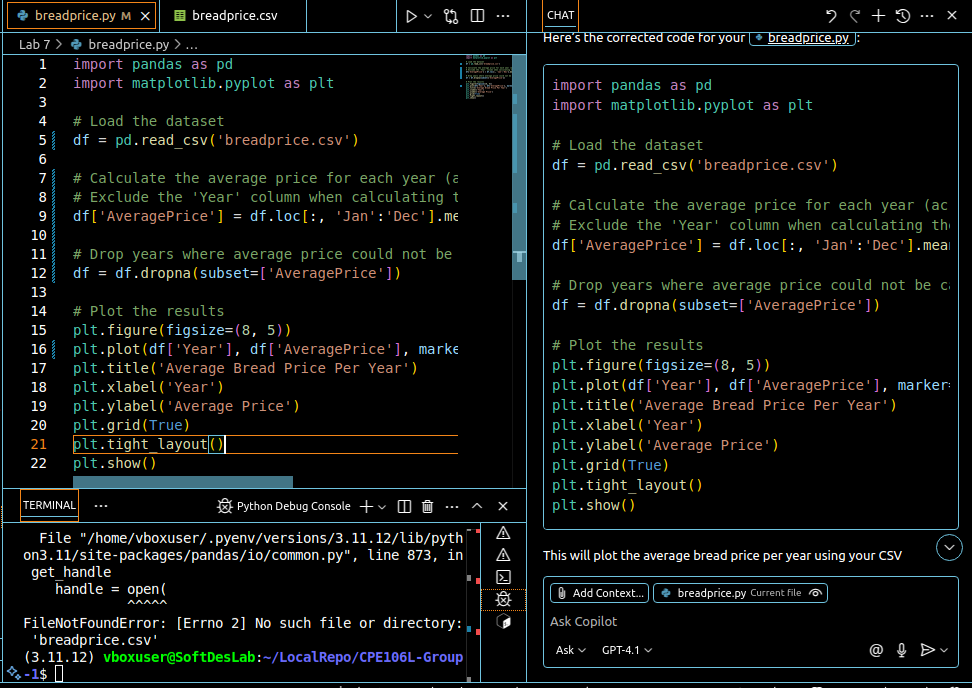 breadprice.py M
breadprice.csv
Lab 7 > breadprice.py > ...
1 import pandas as pd
2 import matplotlib.pyplot as plt
3
4 # Load the dataset
5 df = pd.read_csv('breadprice.csv')
6
7 # Calculate the average price for each year (a
8 # Exclude the 'Year' column when calculating t
9 df['AveragePrice'] = df.loc[:, 'Jan':'Dec'].me
10
11 # Drop years where average price could not be
12 df = df.dropna(subset=['AveragePrice'])
13
14 # Plot the results
15 plt.figure(figsize=(8, 5))
16 plt.plot(df['Year'], df['AveragePrice'], marke
17 plt.title('Average Bread Price Per Year')
18 plt.xlabel('Year')
19 plt.ylabel('Average Price')
20 plt.grid(True)
21 plt.tight_layout()
22 plt.show()
TERMINAL
Python Debug Console
File "/home/vboxuser/.pyenv/versions/3.11.12/lib/pyth
on3.11/site-packages/pandas/io/common.py", line 873, in
get_handle
handle = open(
^^^^^
FileNotFoundError: [Errno 2] No such file or directory:
'breadprice.csv'
(3.11.12) vboxuser@SoftDesLab:~/LocalRepo/CPE106L-Group
-1$
CHAT
Here's the corrected code for your breadprice.py :
import pandas as pd
import matplotlib.pyplot as plt
# Load the dataset
df = pd.read_csv('breadprice.csv')
# Calculate the average price for each year (ac
# Exclude the 'Year' column when calculating the
df['AveragePrice'] = df.loc[:, 'Jan':'Dec'].mean
# Drop years where average price could not be ca
df = df.dropna(subset=['AveragePrice'])
# Plot the results
plt.figure(figsize=(8, 5))
plt.plot(df['Year'], df['AveragePrice'], marker=
plt.title('Average Bread Price Per Year')
plt.xlabel('Year')
plt.ylabel('Average Price')
plt.grid(True)
plt.tight_layout()
plt.show()
This will plot the average bread price per year using your CSV
Add Context...
breadprice.py Current file
Ask Copilot
Ask
GPT-4.1